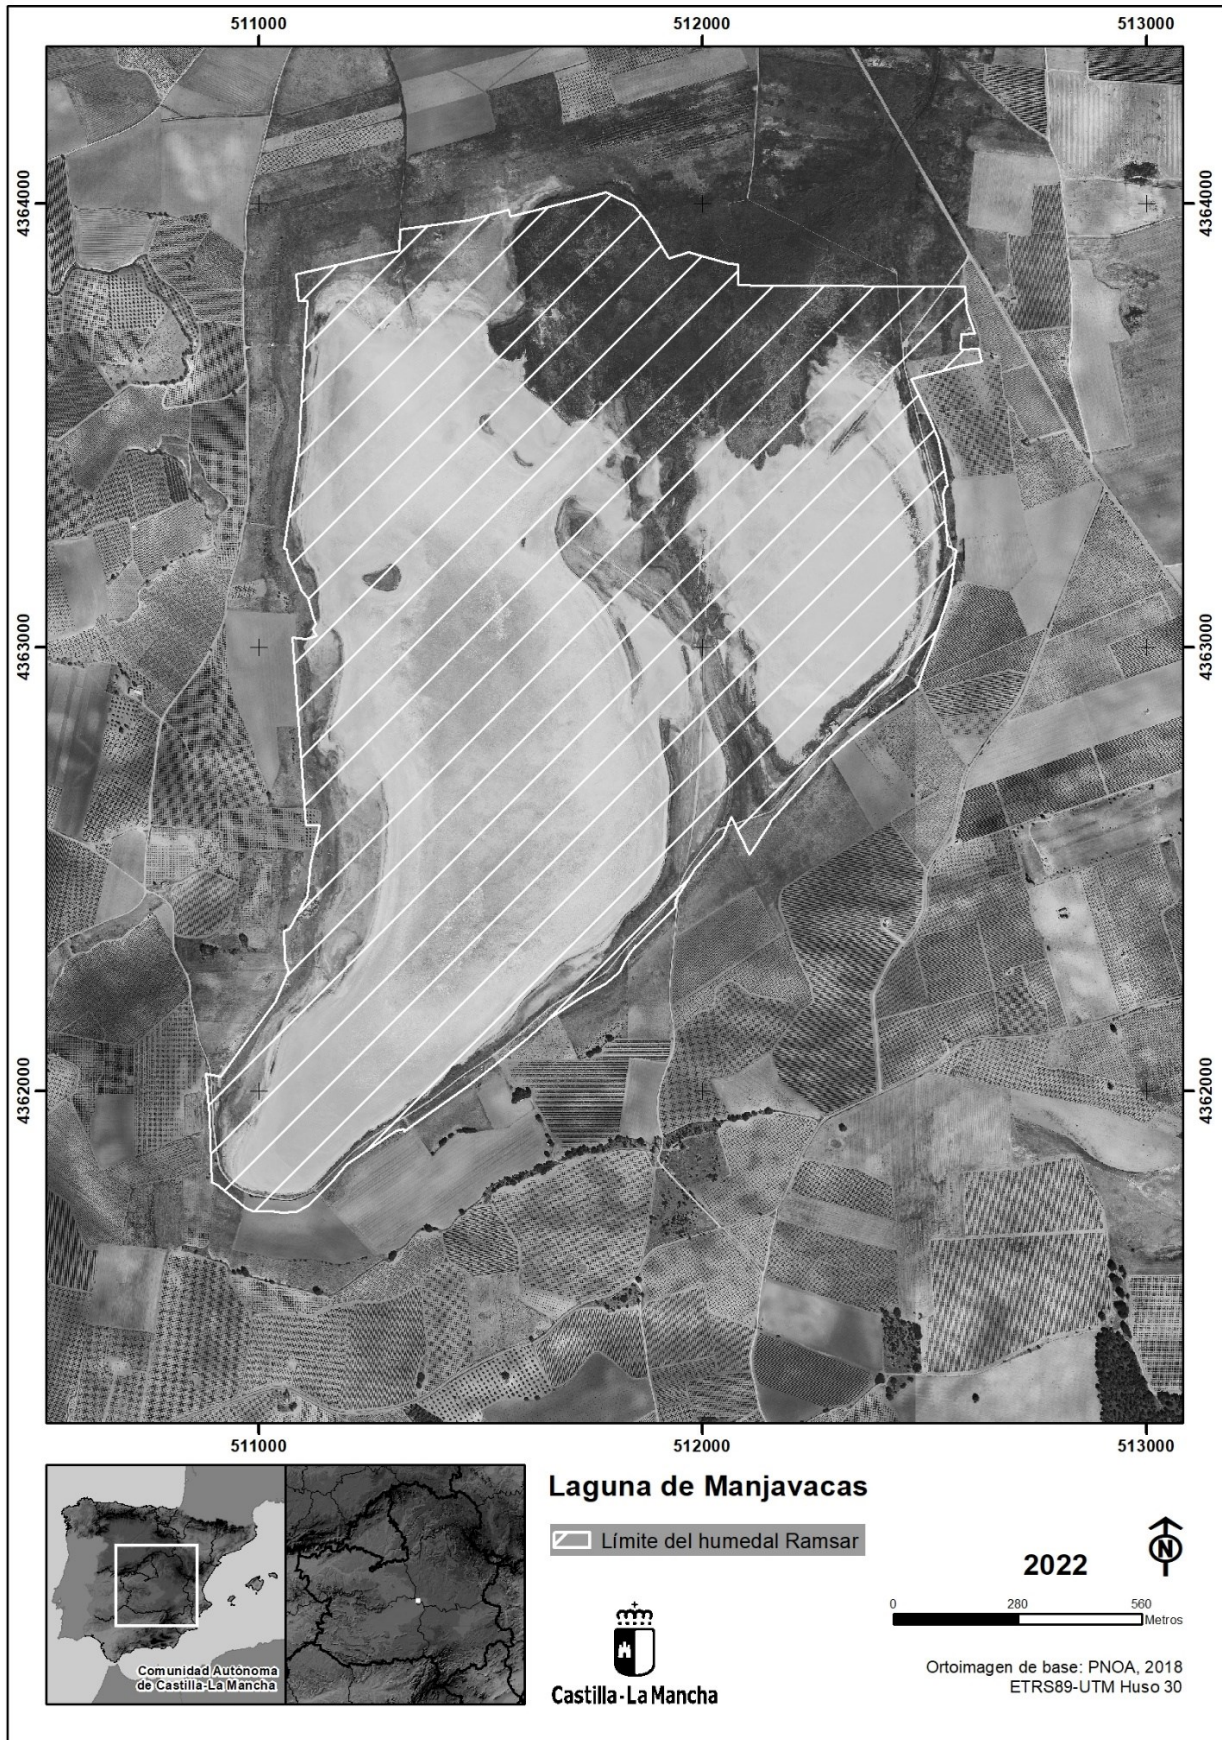 511000 512000 513000
4364000 4364000
4363000 4363000
4362000 4362000
511000 512000 513000
Comunidad Autónoma
de Castilla-La Mancha
Laguna de Manjavacas
Límite del humedal Ramsar
Castilla-La Mancha
2022
N
0 280 560
Metros
Ortoimagen de base: PNOA, 2018
ETRS89-UTM Huso 30